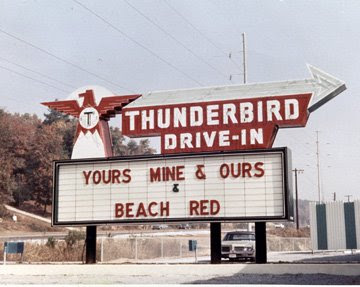 T
THUNDERBIRD
DRIVE-IN
YOURS MINE & OURS
&
BEACH RED